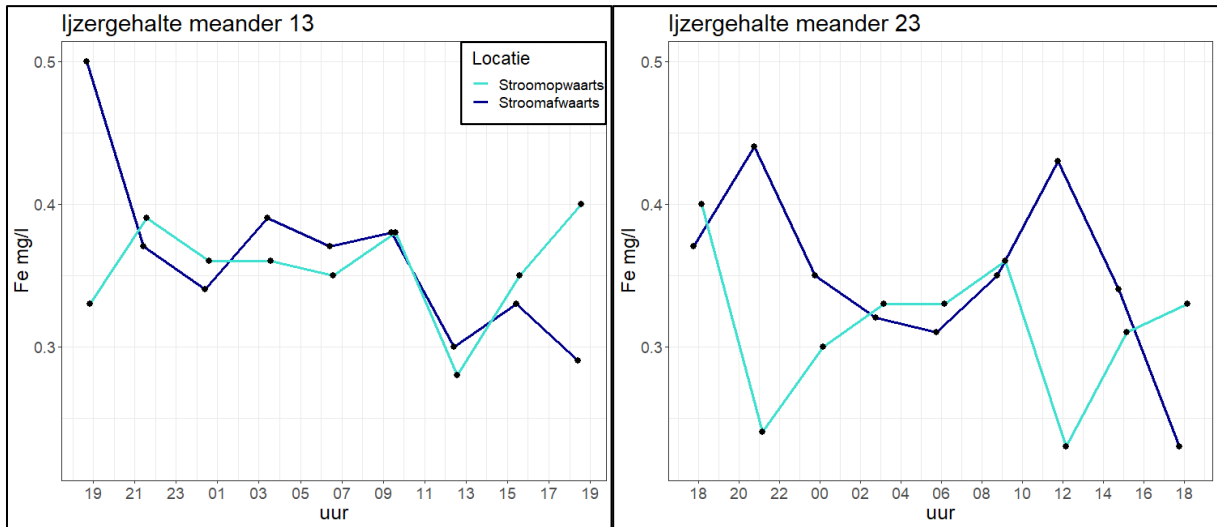 Ijzergehalte meander 13
Locatie
Stroomopwaarts
Stroomafwaarts
0.5
0.4
0.3
Fe mg/l
19 21 23 01 03 05 07 09 11 13 15 17 19
uur
Ijzergehalte meander 23
0.5
0.4
0.3
Fe mg/l
18 20 22 00 02 04 06 08 10 12 14 16 18
uur